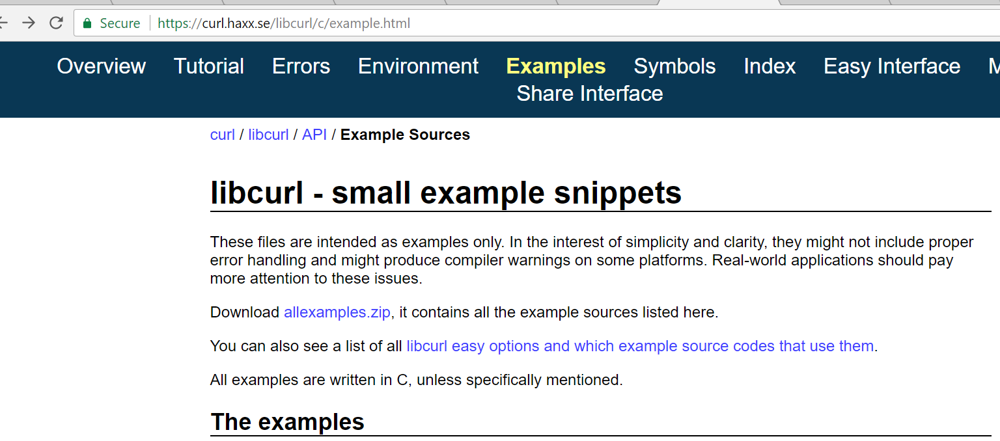 Secure https://curl.haxx.se/libcurl/c/example.html
Overview Tutorial Errors Environment Examples Symbols Index Easy Interface
Share Interface
curl / libcurl / API / Example Sources
libcurl - small example snippets
These files are intended as examples only. In the interest of simplicity and clarity, they might not include proper
error handling and might produce compiler warnings on some platforms. Real-world applications should pay
more attention to these issues.
Download allexamples.zip, it contains all the example sources listed here.
You can also see a list of all libcurl easy options and which example source codes that use them.
All examples are written in C, unless specifically mentioned.
The examples